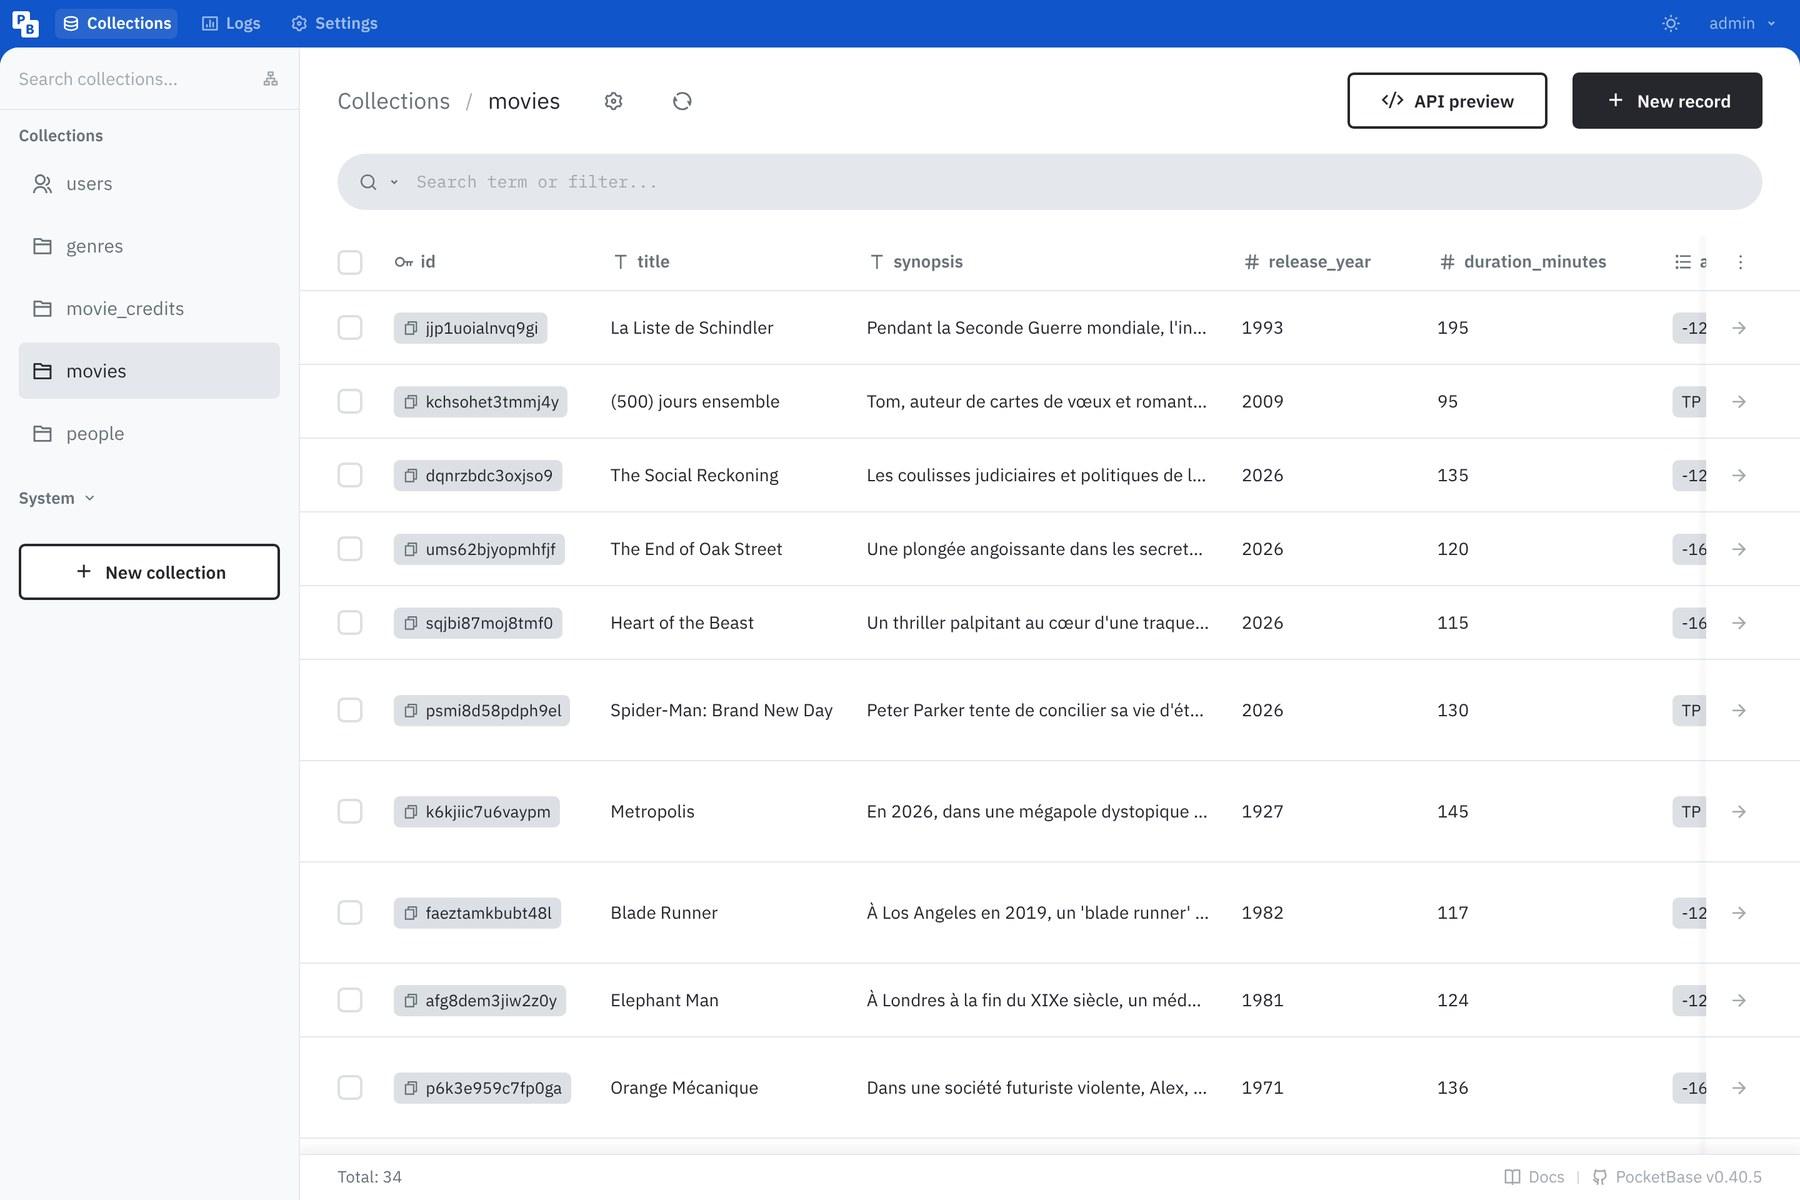 PB Collections Logs Settings admin
Search collections...
Collections
users
genres
movie_credits
movies
people
System
+ New collection
Collections / movies
</> API preview
+ New record
Search term or filter...
id title synopsis release_year duration_minutes
jjp1uoialnvq9gi La Liste de Schindler Pendant la Seconde Guerre mondiale, l'in... 1993 195 -12
kchsohet3tmmj4y (500) jours ensemble Tom, auteur de cartes de vœux et romant... 2009 95 TP
dqnrzbdc3oxjso9 The Social Reckoning Les coulisses judiciaires et politiques de l... 2026 135 -12
ums62bjyopmhfjf The End of Oak Street Une plongée angoissante dans les secret... 2026 120 -16
sqjbi87moj8tmf0 Heart of the Beast Un thriller palpitant au cœur d'une traque... 2026 115 -16
psmi8d58pdph9el Spider-Man: Brand New Day Peter Parker tente de concilier sa vie d'ét... 2026 130 TP
k6kjiic7u6vaypm Metropolis En 2026, dans une mégapole dystopique ... 1927 145 TP
faeztamkbubt48l Blade Runner À Los Angeles en 2019, un 'blade runner' ... 1982 117 -12
afg8dem3jiw2z0y Elephant Man À Londres à la fin du XIXe siècle, un méd... 1981 124 -12
p6k3e959c7fp0ga Orange Mécanique Dans une société futuriste violente, Alex, ... 1971 136 -16
Total: 34
Docs | PocketBase v0.40.5